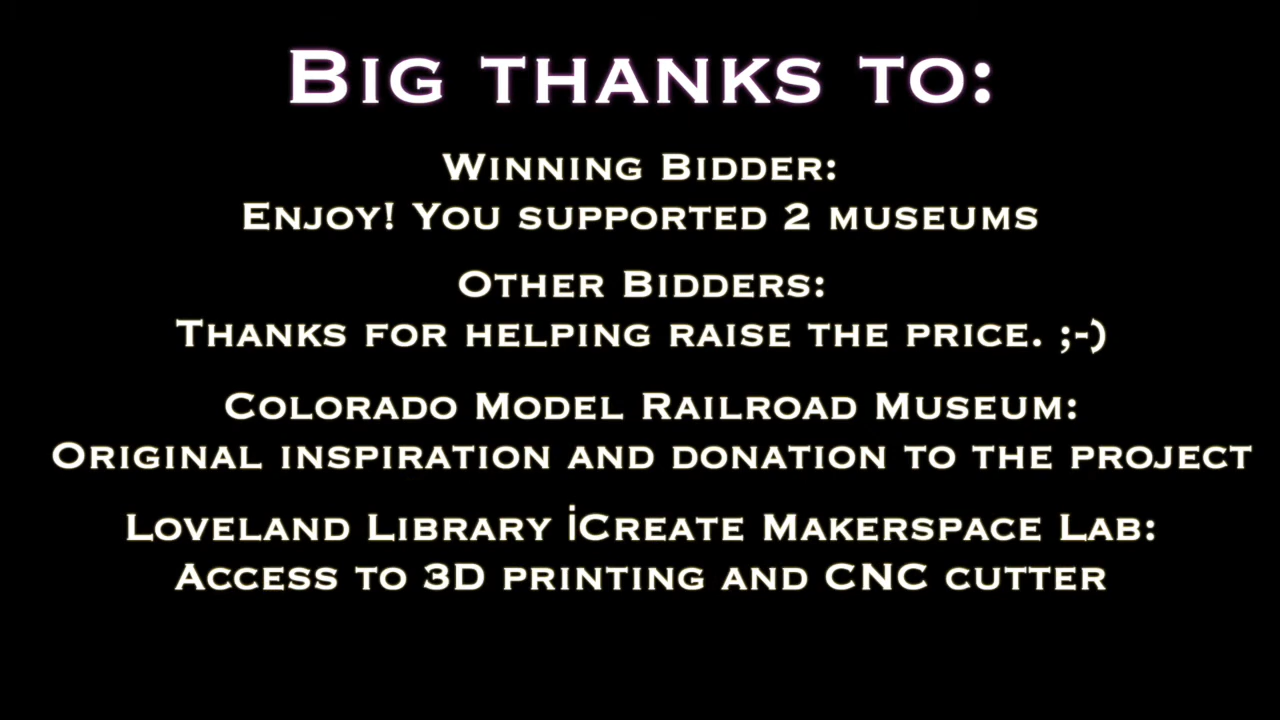 Big thanks to:
Winning Bidder:
Enjoy! You supported 2 museums
Other Bidders:
Thanks for helping raise the price. ;-)
Colorado Model Railroad Museum:
Original inspiration and donation to the project
Loveland Library iCreate Makerspace Lab:
Access to 3D printing and CNC cutter